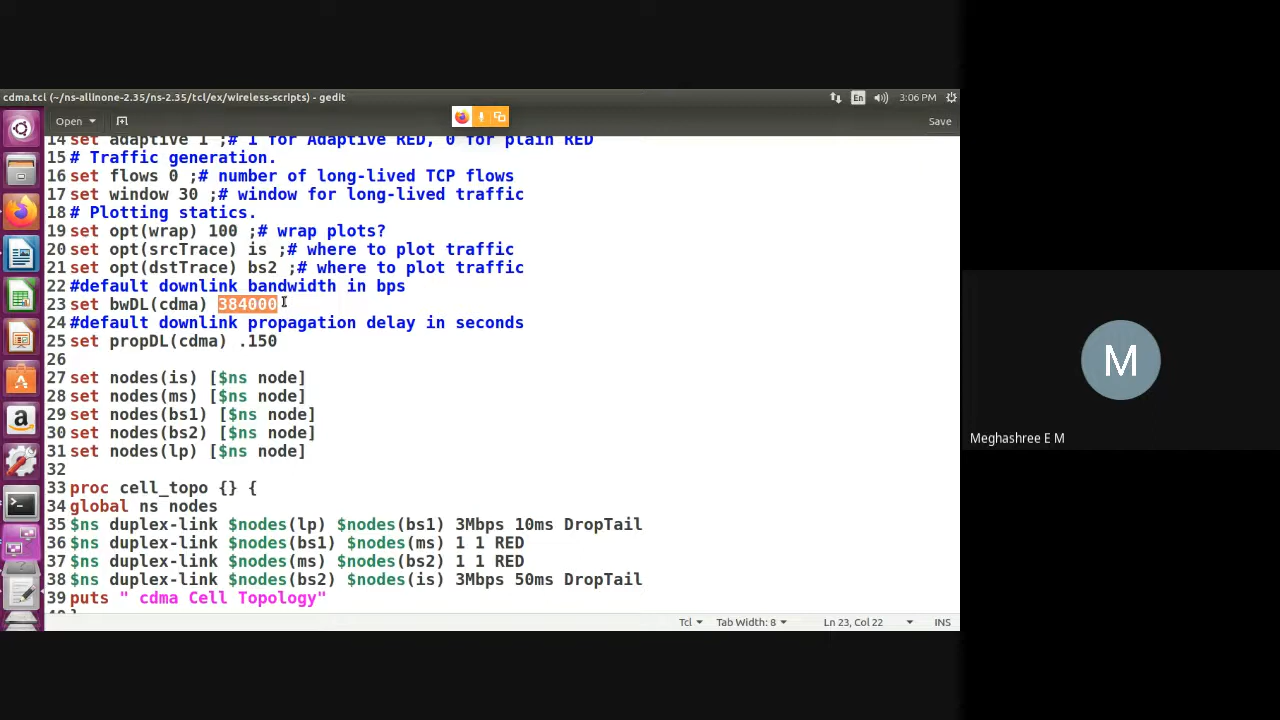 cdma.tcl (~/ns-allinone-2.35/ns-2.35/tcl/ex/wireless-scripts) - gedit
En
3:06 PM
Open
Save
14 set adaptive 1 ;# 1 for Adaptive RED, 0 for plain RED
15 # Traffic generation.
16 set flows 0 ;# number of long-lived TCP flows
17 set window 30 ;# window for long-lived traffic
18 # Plotting statics.
19 set opt(wrap) 100 ;# wrap plots?
20 set opt(srcTrace) is ;# where to plot traffic
21 set opt(dstTrace) bs2 ;# where to plot traffic
22 #default downlink bandwidth in bps
23 set bwDL(cdma) 384000
24 #default downlink propagation delay in seconds
25 set propDL(cdma) .150
26
27 set nodes(is) [$ns node]
28 set nodes(ms) [$ns node]
29 set nodes(bs1) [$ns node]
30 set nodes(bs2) [$ns node]
31 set nodes(lp) [$ns node]
32
33 proc cell_topo {} {
34 global ns nodes
35 $ns duplex-link $nodes(lp) $nodes(bs1) 3Mbps 10ms DropTail
36 $ns duplex-link $nodes(bs1) $nodes(ms) 1 1 RED
37 $ns duplex-link $nodes(ms) $nodes(bs2) 1 1 RED
38 $ns duplex-link $nodes(bs2) $nodes(is) 3Mbps 50ms DropTail
39 puts " cdma Cell Topology"
Tcl
Tab Width: 8
Ln 23, Col 22
INS
M
Meghashree E M